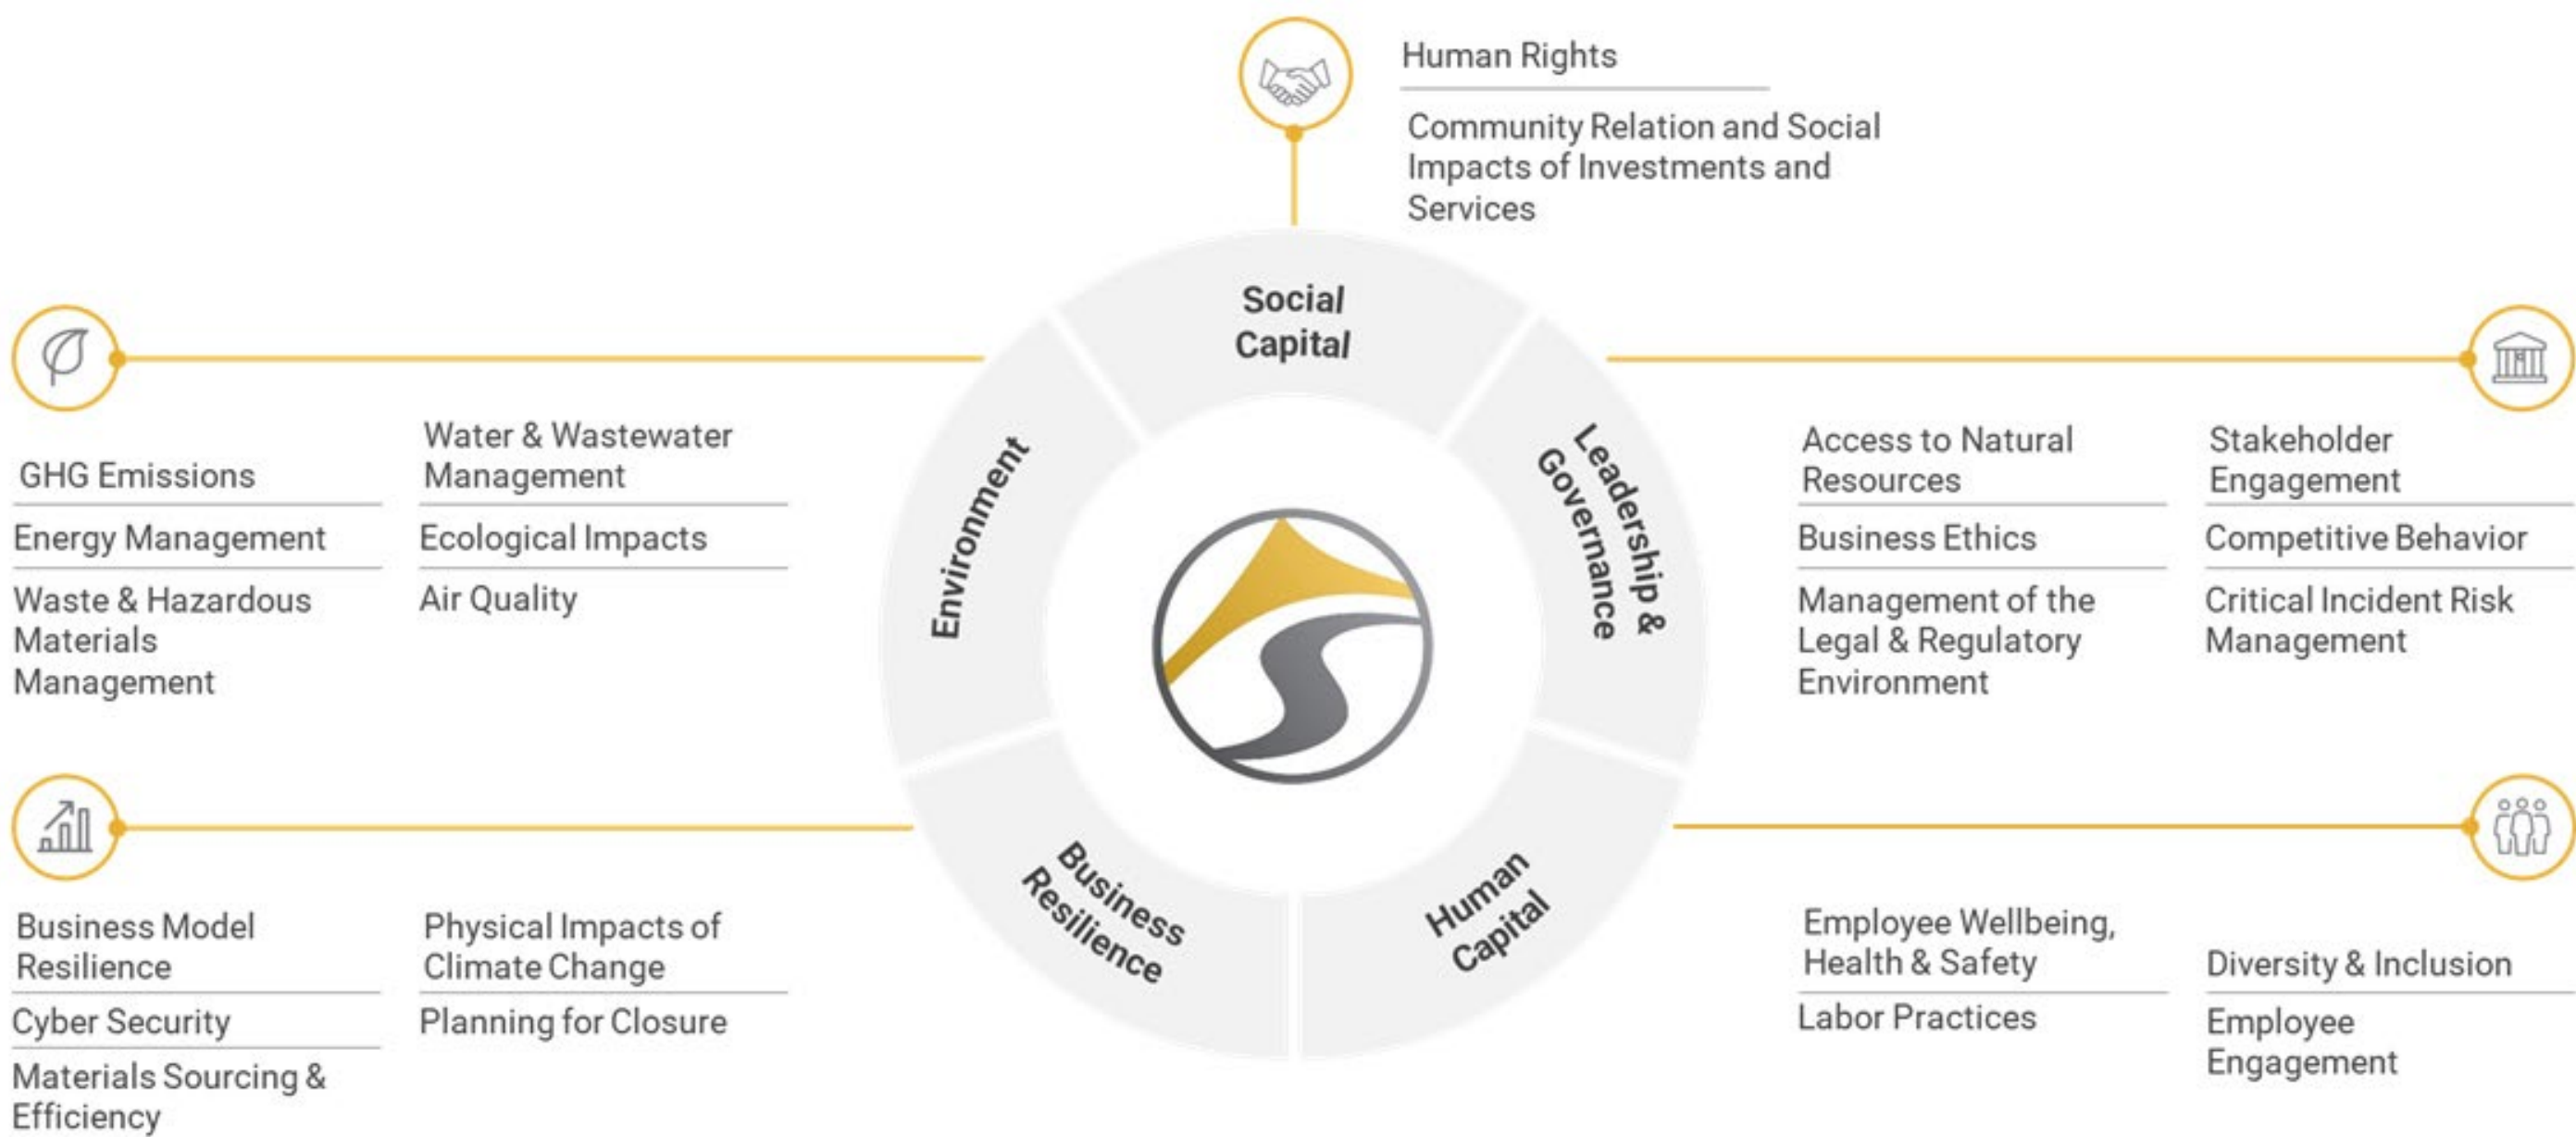 Human Rights
Community Relation and Social
Impacts of Investments and
Services
Social
Capital
Environment
Leadership &
Governance
Business
Resilience
Human
Capital
GHG Emissions
Energy Management
Waste & Hazardous
Materials
Management
Water & Wastewater
Management
Ecological Impacts
Air Quality
Access to Natural
Resources
Business Ethics
Management of the
Legal & Regulatory
Environment
Stakeholder
Engagement
Competitive Behavior
Critical Incident Risk
Management
Business Model
Resilience
Cyber Security
Materials Sourcing &
Efficiency
Physical Impacts of
Climate Change
Planning for Closure
Employee Wellbeing,
Health & Safety
Labor Practices
Diversity & Inclusion
Employee
Engagement